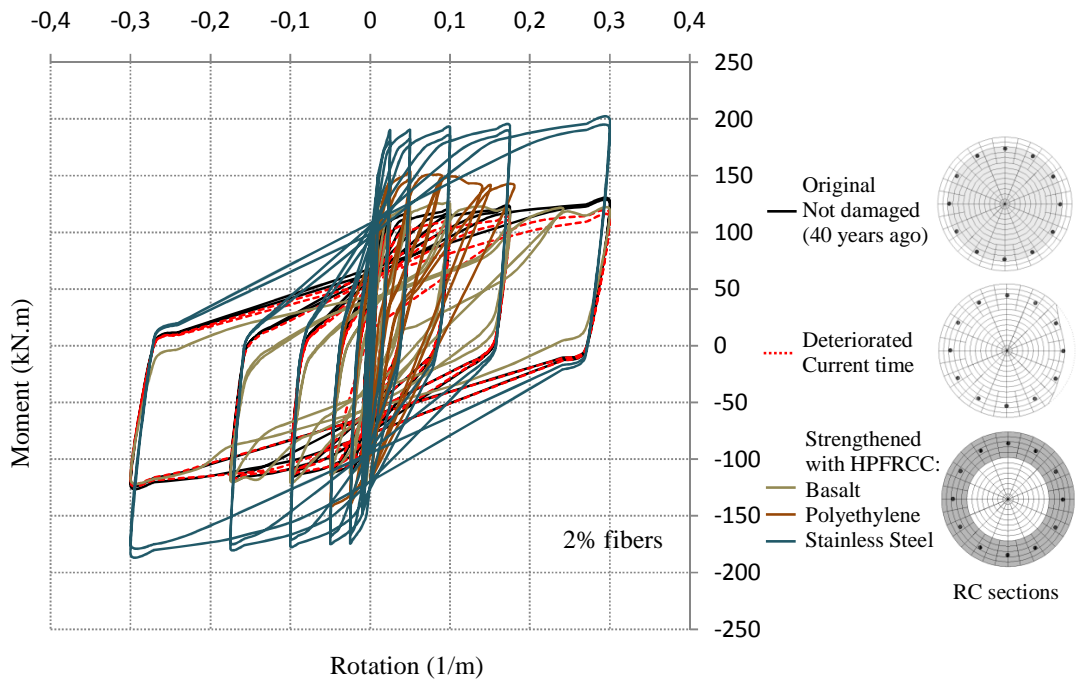 -0,4 -0,3 -0,2 -0,1 0 0,1 0,2 0,3 0,4
250
200
150
100
50
0
-50
-100
-150
-200
-250
Moment (kN.m)
Rotation (1/m)
2% fibers
Original
Not damaged
(40 years ago)
Deteriorated
Current time
Strengthened
with HPFRCC:
Basalt
Polyethylene
Stainless Steel
RC sections